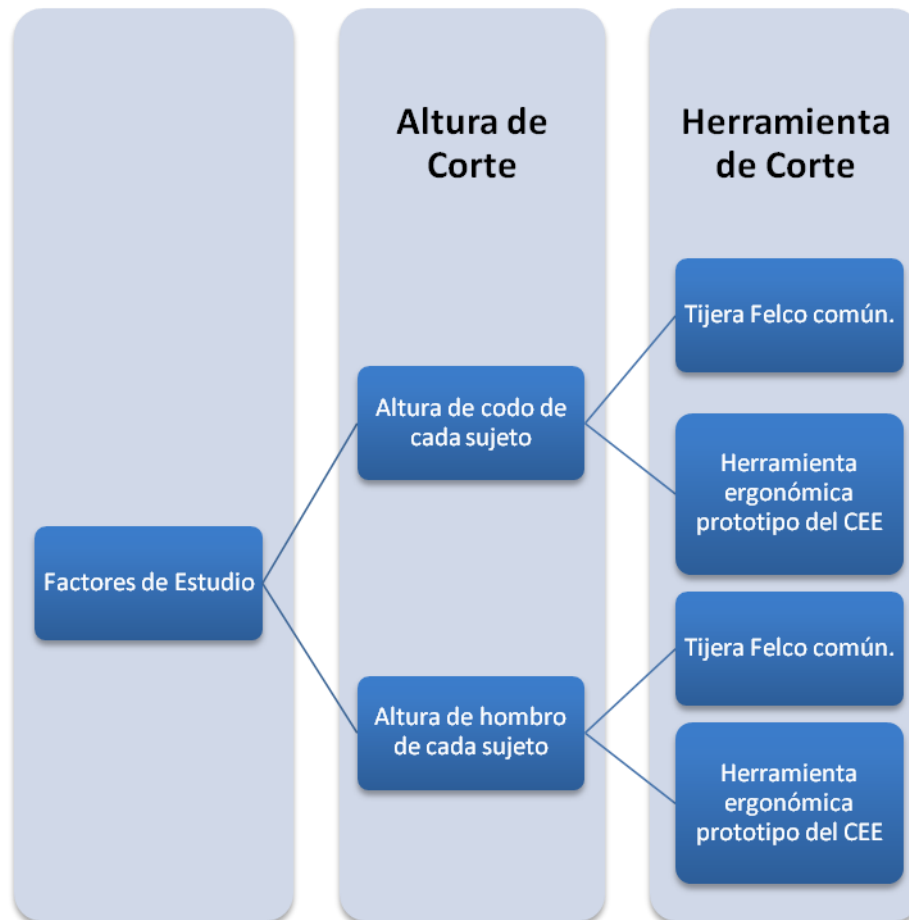 Altura de
Corte
Herramienta
de Corte
Tijera Felco común.
Altura de codo de
cada sujeto
Herramienta
ergonómica
prototipo del CEE
Factores de Estudio
Tijera Felco común.
Altura de hombro
de cada sujeto
Herramienta
ergonómica
prototipo del CEE